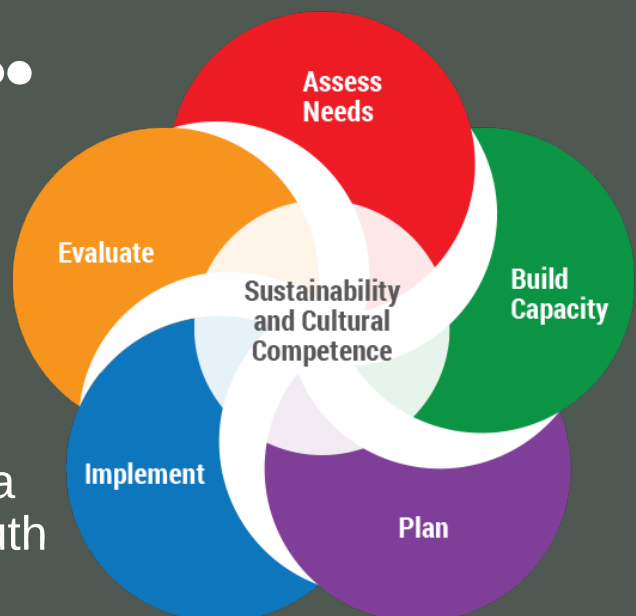 Assess
Needs
Build
Capacity
Plan
Implement
Evaluate
Sustainability
and Cultural
Competence